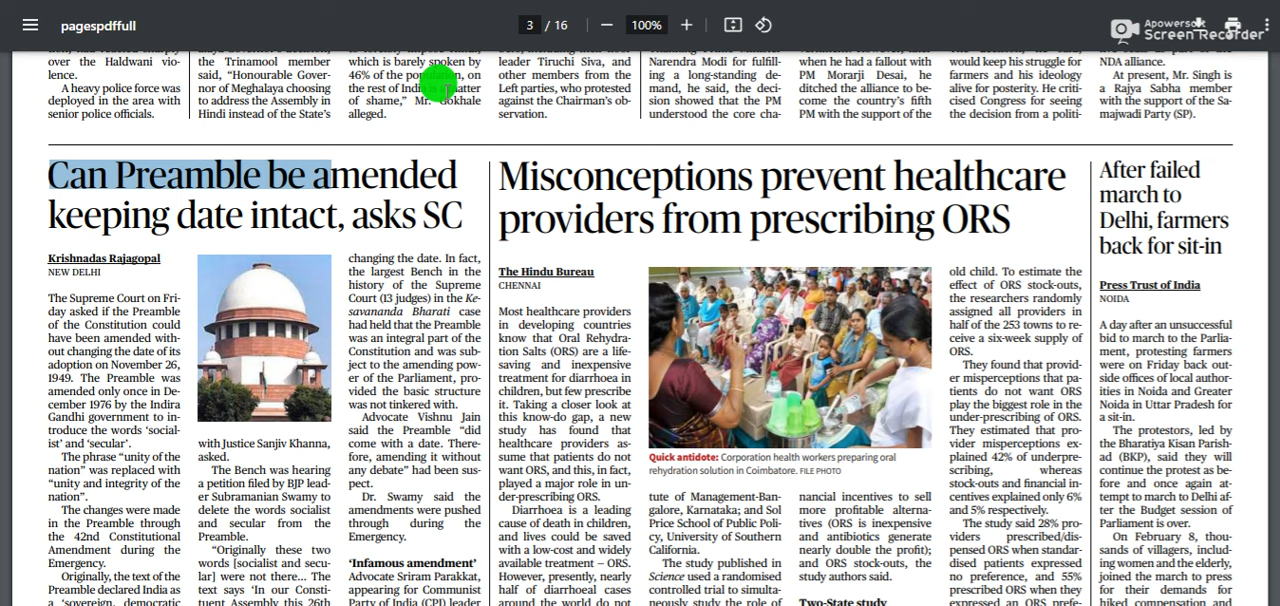 pagespdffull
3 / 16
100%
Apowersoft
Screen Recorder
over the Haldwani vio-
lence.
A heavy police force was
deployed in the area with
senior police officials.
the Trinamool member
said, “Honourable Gover-
nor of Meghalaya choosing
to address the Assembly in
Hindi instead of the State’s
which is barely spoken by
46% of the population, on
the rest of India is a matter
of shame,” Mr. Gokhale
alleged.
leader Tiruchi Siva, and
other members from the
Left parties, who protested
against the Chairman’s ob-
servation.
Narendra Modi for fulfill-
ing a long-standing de-
mand, he said, the deci-
sion showed that the PM
understood the core cha-
when he had a fallout with
PM Morarji Desai, he
ditched the alliance to be-
come the country’s fifth
PM with the support of the
would keep his struggle for
farmers and his ideology
alive for posterity. He criti-
cised Congress for seeing
the decision from a politi-
NDA alliance.
At present, Mr. Singh is
a Rajya Sabha member
with the support of the Sa-
majwadi Party (SP).
Can Preamble be amended
keeping date intact, asks SC
Krishnadas Rajagopal
NEW DELHI
The Supreme Court on Fri-
day asked if the Preamble
of the Constitution could
have been amended with-
out changing the date of its
adoption on November 26,
1949. The Preamble was
amended only once in De-
cember 1976 by the Indira
Gandhi government to in-
troduce the words ‘social-
ist’ and ‘secular’.
The phrase “unity of the
nation” was replaced with
“unity and integrity of the
nation”.
The changes were made
in the Preamble through
the 42nd Constitutional
Amendment during the
Emergency.
Originally, the text of the
Preamble declared India as
a ‘sovereign, democratic
with Justice Sanjiv Khanna,
asked.
The Bench was hearing
a petition filed by BJP lead-
er Subramanian Swamy to
delete the words socialist
and secular from the
Preamble.
“Originally these two
words [socialist and secu-
lar] were not there... The
text says ‘In our Consti-
tuent Assembly this 26th
changing the date. In fact,
the largest Bench in the
history of the Supreme
Court (13 judges) in the Ke-
savananda Bharati case
had held that the Preamble
was an integral part of the
Constitution and was sub-
ject to the amending pow-
er of the Parliament, pro-
vided the basic structure
was not tinkered with.
Advocate Vishnu Jain
said the Preamble “did
come with a date. There-
fore, amending it without
any debate” had been sus-
pect.
Dr. Swamy said the
amendments were pushed
through during the
Emergency.
‘Infamous amendment’
Advocate Sriram Parakkat,
appearing for Communist
Party of India (CPI) leader
Misconceptions prevent healthcare
providers from prescribing ORS
The Hindu Bureau
CHENNAI
Most healthcare providers
in developing countries
know that Oral Rehydra-
tion Salts (ORS) are a life-
saving and inexpensive
treatment for diarrhoea in
children, but few prescribe
it. Taking a closer look at
this know-do gap, a new
study has found that
healthcare providers as-
sume that patients do not
want ORS, and this, in fact,
played a major role in un-
der-prescribing ORS.
Diarrhoea is a leading
cause of death in children,
and lives could be saved
with a low-cost and widely
available treatment – ORS.
However, presently, nearly
half of diarrhoeal cases
around the world do not
Quick antidote: Corporation health workers preparing oral
rehydration solution in Coimbatore. FILE PHOTO
tute of Management-Ban-
galore, Karnataka; and Sol
Price School of Public Poli-
cy, University of Southern
California.
The study published in
Science used a randomised
controlled trial to simulta-
neously study the role of
nancial incentives to sell
more profitable alterna-
tives (ORS is inexpensive
and antibiotics generate
nearly double the profit);
and ORS stock-outs, the
study authors said.
Two-State study
old child. To estimate the
effect of ORS stock-outs,
the researchers randomly
assigned all providers in
half of the 253 towns to re-
ceive a six-week supply of
ORS.
They found that provid-
er misperceptions that pa-
tients do not want ORS
play the biggest role in the
under-prescribing of ORS.
They estimated that pro-
vider misperceptions ex-
plained 42% of underpre-
scribing, whereas
stock-outs and financial in-
centives explained only 6%
and 5% respectively.
The study said 28% pro-
viders prescribed/dis-
pensed ORS when standar-
dised patients expressed
no preference, and 55%
prescribed ORS when they
expressed an ORS prefe-
After failed
march to
Delhi, farmers
back for sit-in
Press Trust of India
NOIDA
A day after an unsuccessful
bid to march to the Parlia-
ment, protesting farmers
were on Friday back out-
side offices of local author-
ities in Noida and Greater
Noida in Uttar Pradesh for
a sit-in.
The protestors, led by
the Bharatiya Kisan Parish-
ad (BKP), said they will
continue the protest as be-
fore and once again at-
tempt to march to Delhi af-
ter the Budget session of
Parliament is over.
On February 8, thou-
sands of villagers, includ-
ing women and the elderly,
joined the march to press
for their demands for
hiked compensation and